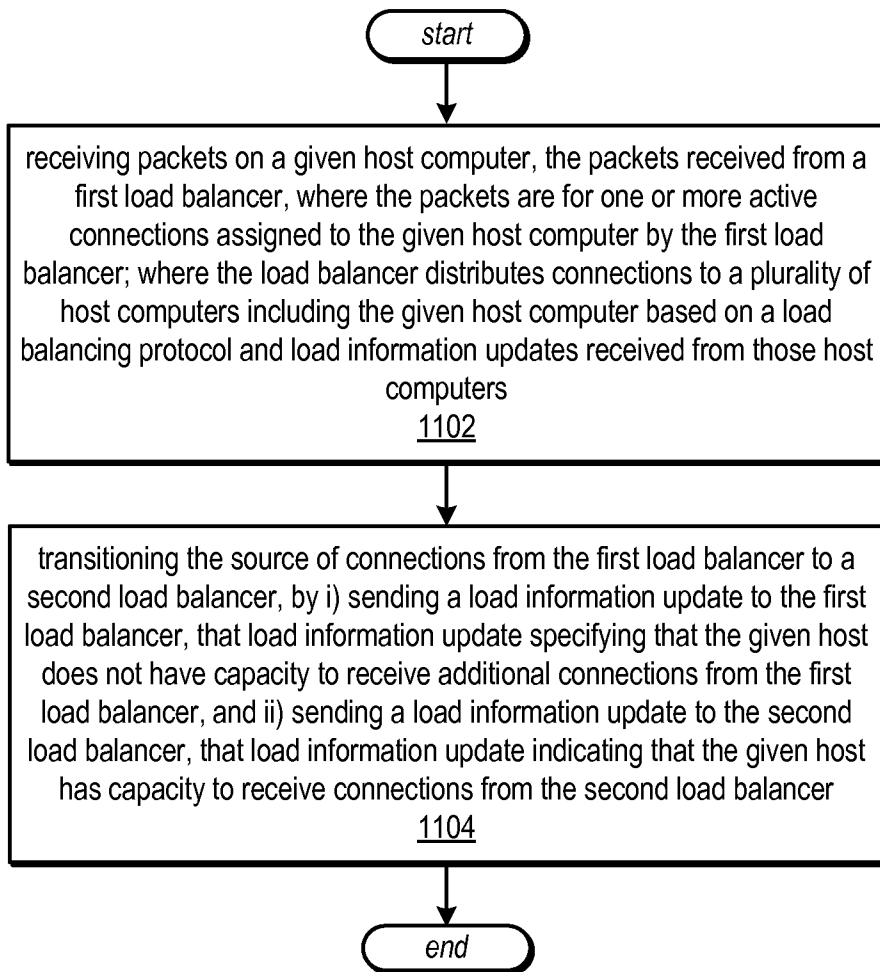 start
receiving packets on a given host computer, the packets received from a
first load balancer, where the packets are for one or more active
connections assigned to the given host computer by the first load
balancer; where the load balancer distributes connections to a plurality of
host computers including the given host computer based on a load
balancing protocol and load information updates received from those host
computers
1102
transitioning the source of connections from the first load balancer to a
second load balancer, by i) sending a load information update to the first
load balancer, that load information update specifying that the given host
does not have capacity to receive additional connections from the first
load balancer, and ii) sending a load information update to the second
load balancer, that load information update indicating that the given host
has capacity to receive connections from the second load balancer
1104
end